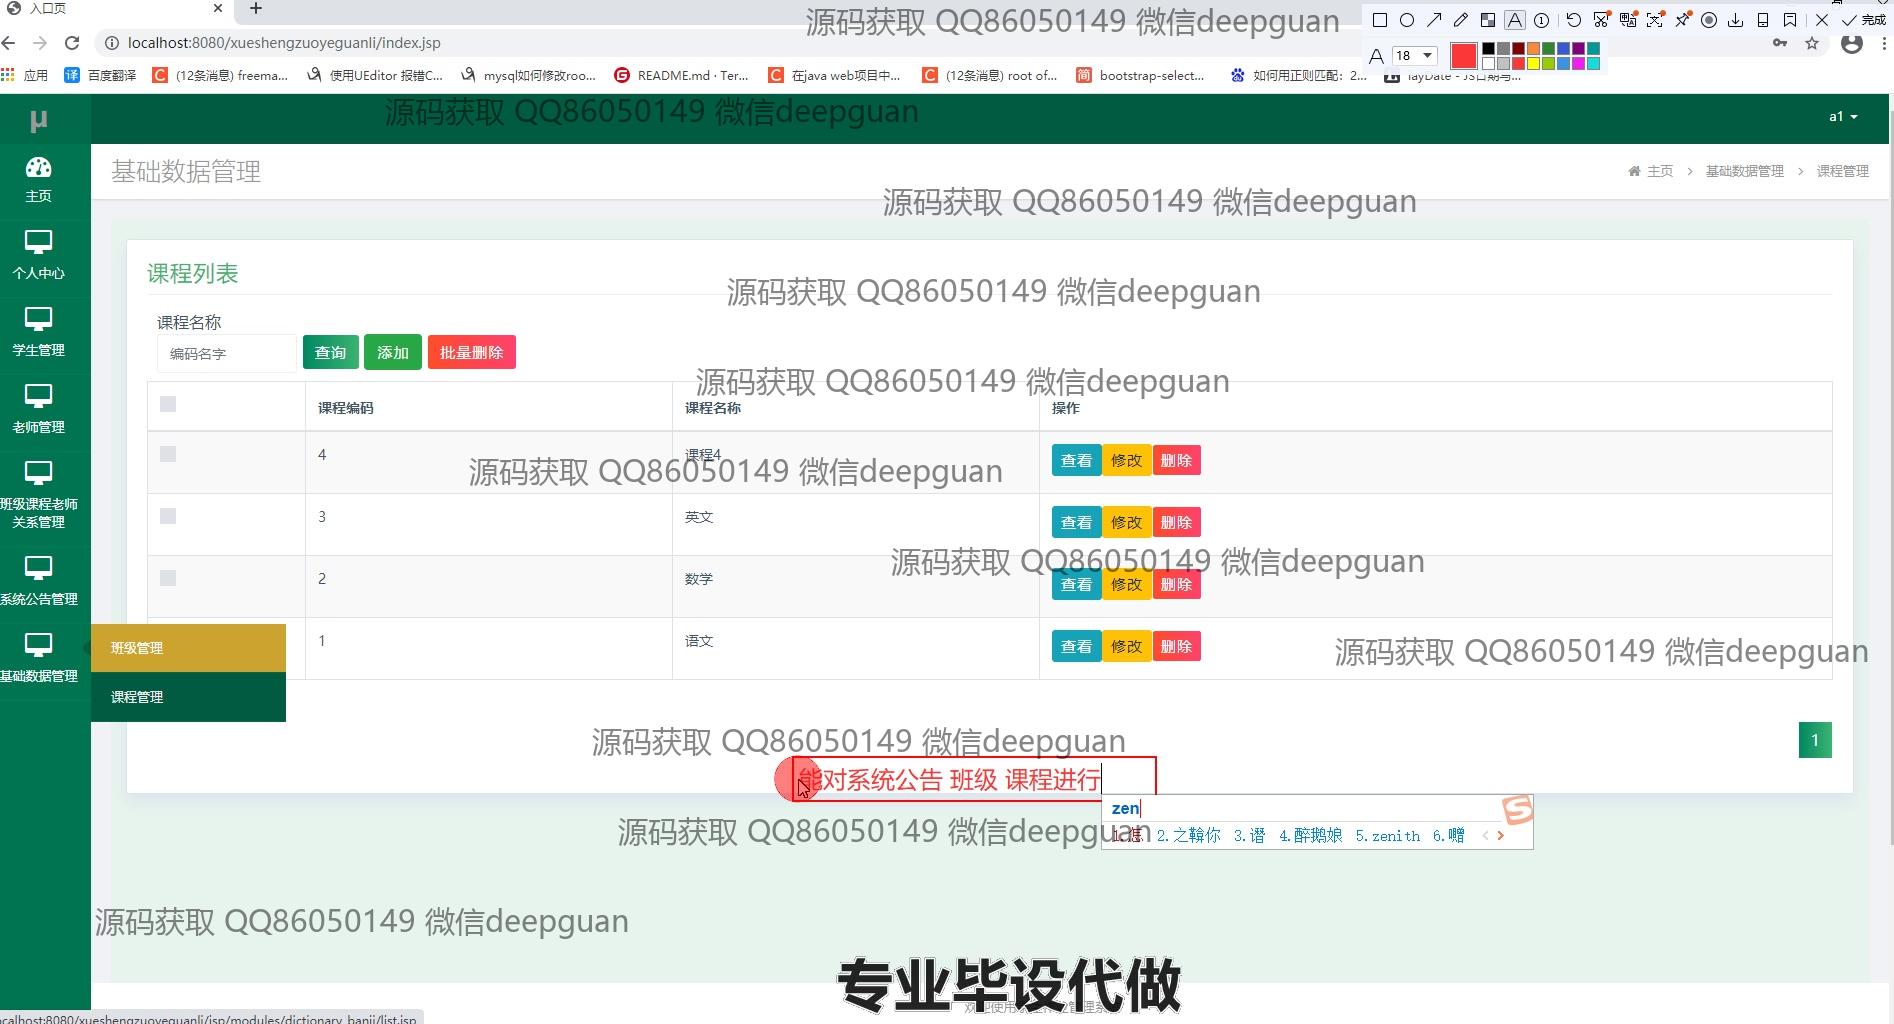 入口页
源码获取 QQ86050149 微信deepguan
完成
localhost:8080/xueshengzuoyeguanli/index.jsp
18
应用
百度翻译
(12条消息) freema...
使用UEditor 报错C...
mysql如何修改roo...
README.md · Ter...
在java web项目中...
(12条消息) root of...
bootstrap-select...
如何用正则匹配：2...
layDate - JS日期与...
源码获取 QQ86050149 微信deepguan
μ
a1
基础数据管理
主页 > 基础数据管理 > 课程管理
源码获取 QQ86050149 微信deepguan
主页
个人中心
学生管理
老师管理
班级课程老师
关系管理
系统公告管理
基础数据管理
班级管理
课程管理
课程列表
源码获取 QQ86050149 微信deepguan
课程名称
编码名字
查询
添加
批量删除
源码获取 QQ86050149 微信deepguan
课程编码 课程名称 操作
4 课程4 查看 修改 删除
源码获取 QQ86050149 微信deepguan
3 英文 查看 修改 删除
源码获取 QQ86050149 微信deepguan
2 数学 查看 修改 删除
1 语文 查看 修改 删除
源码获取 QQ86050149 微信deepguan
源码获取 QQ86050149 微信deepguan
1
能对系统公告 班级 课程进行
zen
源码获取 QQ86050149 微信deepguan
1.怎 2.之䩞你 3.谮 4.醉鹅娘 5.zenith 6.囎
源码获取 QQ86050149 微信deepguan
专业毕设代做
localhost:8080/xueshengzuoyeguanli/jsp/modules/dictionary_banji/list.jsp